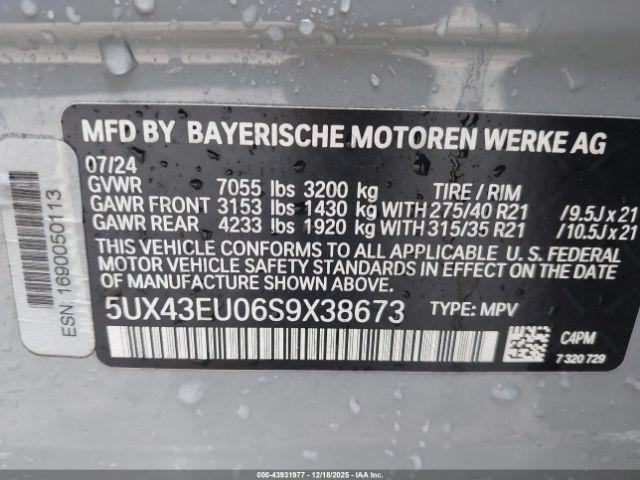 MFD BY BAYERISCHE MOTOREN WERKE AG
07/24
GVWR 7055 lbs 3200 kg TIRE / RIM
GAWR FRONT 3153 lbs 1430 kg WITH 275/40 R21 /9.5J x 21
GAWR REAR 4233 lbs 1920 kg WITH 315/35 R21 /10.5J x 21
THIS VEHICLE CONFORMS TO ALL APPLICABLE U. S. FEDERAL
MOTOR VEHICLE SAFETY STANDARDS IN EFFECT ON THE DATE OF
MANUFACTURE SHOWN ABOVE.
5UX43EU06S9X38673 TYPE: MPV
C4PM
7 320 729
ESN: 1690050113
000-43931977 - 12/18/2025 - IAAI.COM